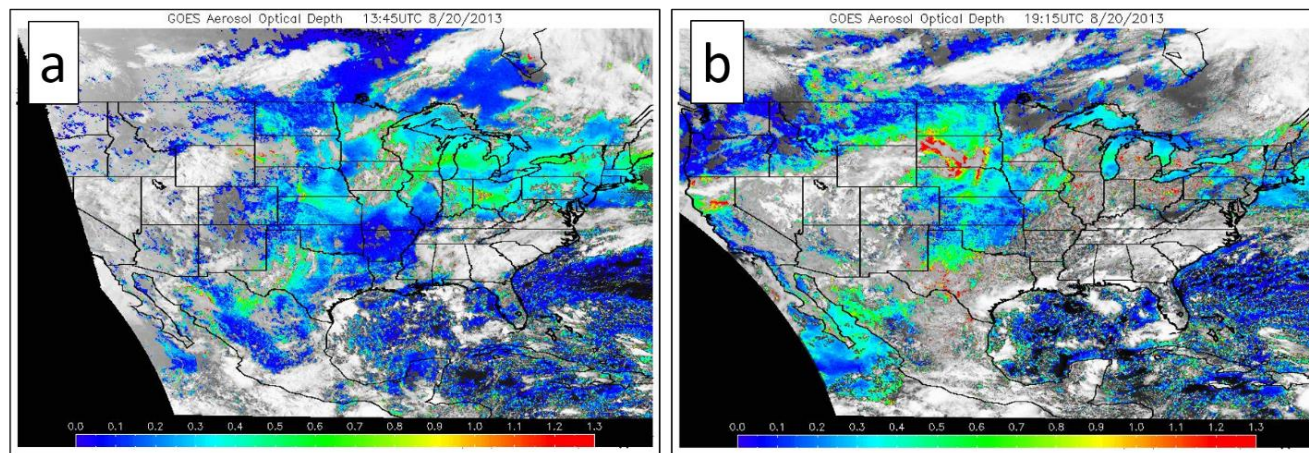 a
GOES Aerosol Optical Depth 13:45UTC 8/20/2013
0.0 0.1 0.2 0.3 0.4 0.5 0.6 0.7 0.8 0.9 1.0 1.1 1.2 1.3
b
GOES Aerosol Optical Depth 19:15UTC 8/20/2013
0.0 0.1 0.2 0.3 0.4 0.5 0.6 0.7 0.8 0.9 1.0 1.1 1.2 1.3